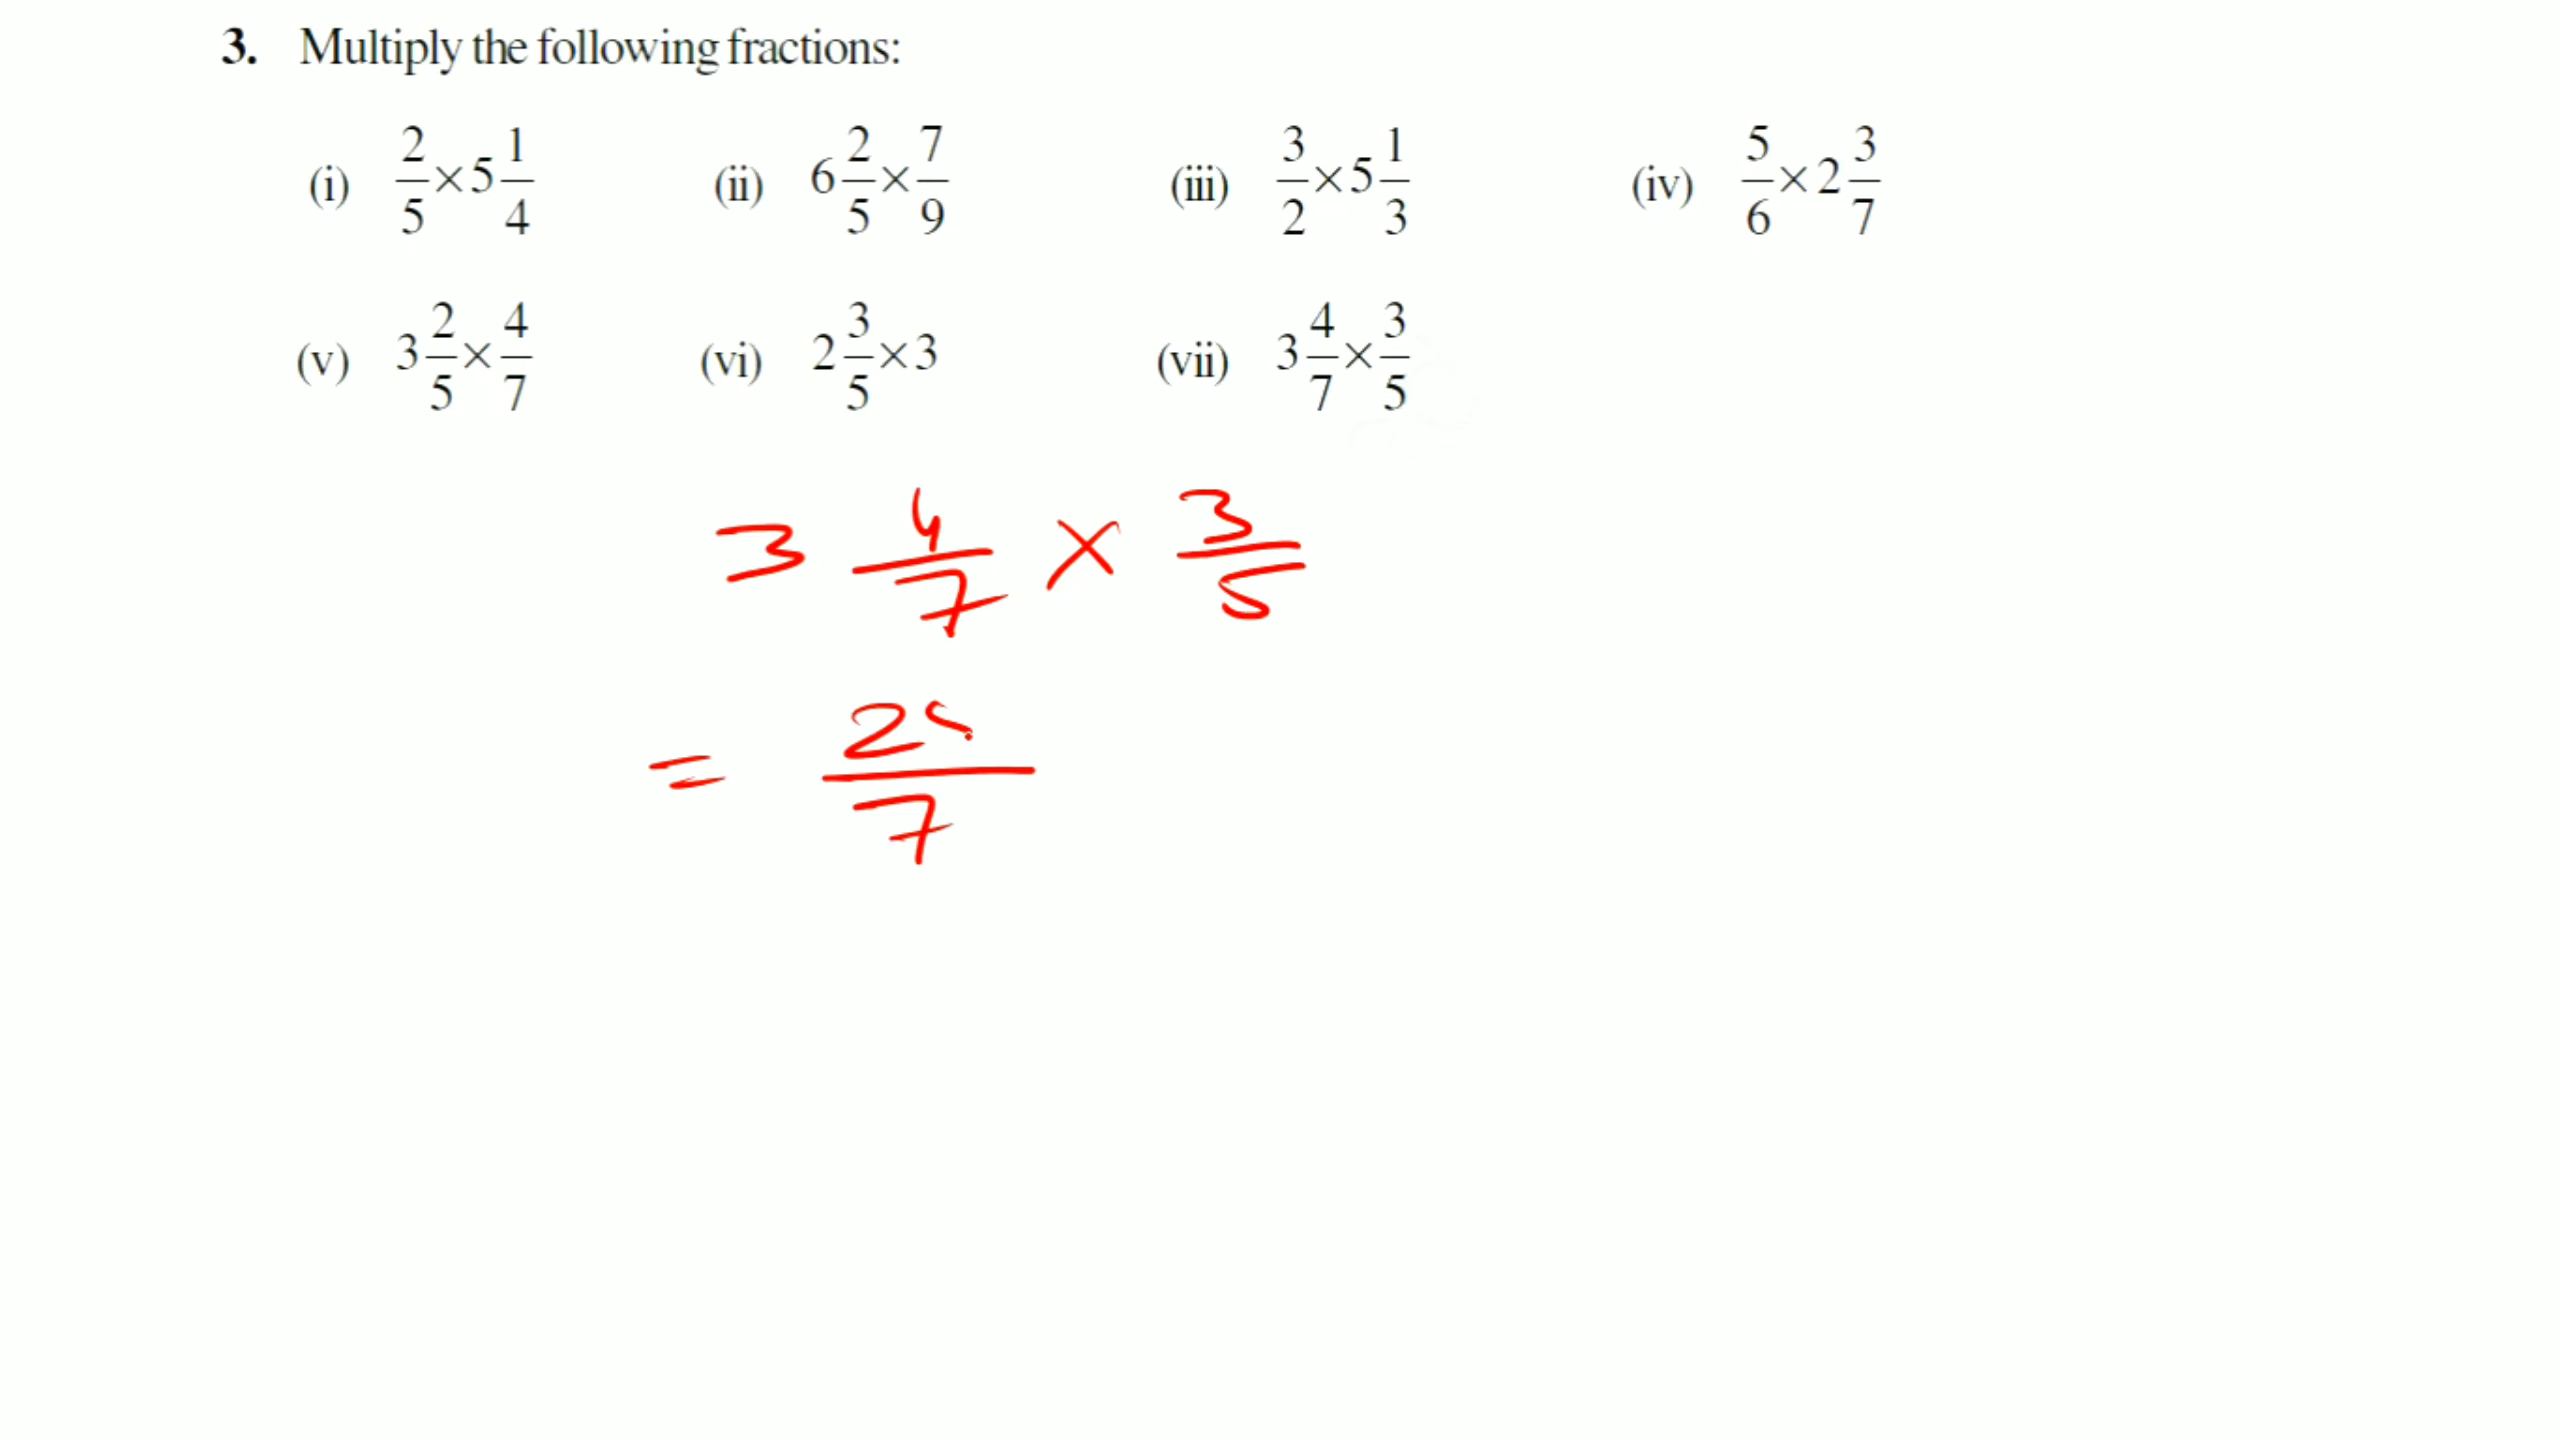 3. Multiply the following fractions:
(i) 2/5 × 5 1/4 (ii) 6 2/5 × 7/9 (iii) 3/2 × 5 1/3 (iv) 5/6 × 2 3/7
(v) 3 2/5 × 4/7 (vi) 2 3/5 × 3 (vii) 3 4/7 × 3/5
3 4/7 × 3/5
= 25/7